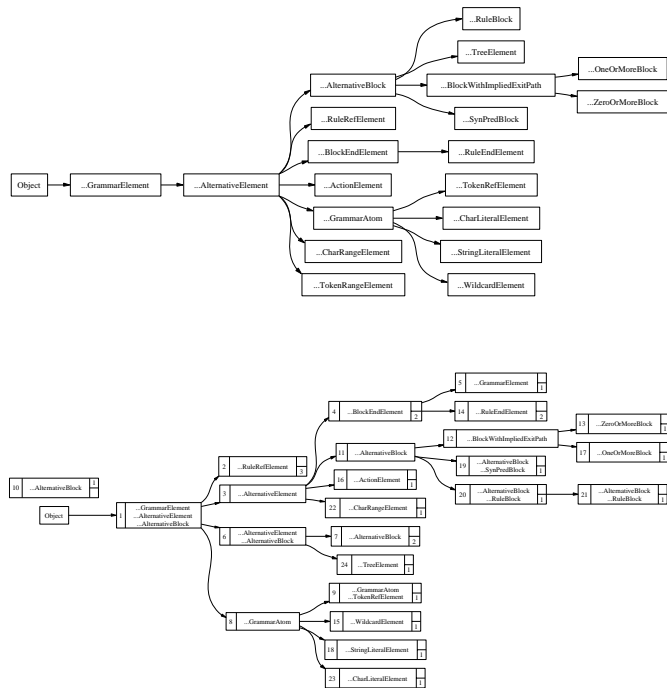 ...RuleBlock
...TreeElement
...OneOrMoreBlock
...AlternativeBlock
...BlockWithImpliedExitPath
...ZeroOrMoreBlock
...RuleRefElement
...SynPredBlock
...BlockEndElement
...RuleEndElement
Object
...GrammarElement
...AlternativeElement
...ActionElement
...TokenRefElement
...GrammarAtom
...CharLiteralElement
...CharRangeElement
...StringLiteralElement
...TokenRangeElement
...WildcardElement
5 ...GrammarElement 1
4 ...BlockEndElement 2
14 ...RuleEndElement 2
13 ...ZeroOrMoreBlock 1
12 ...BlockWithImpliedExitPath
11 ...AlternativeBlock 1
17 ...OneOrMoreBlock 1
2 ...RuleRefElement 3
19 ...AlternativeBlock
...SynPredBlock 1
16 ...ActionElement 1
10 ...AlternativeBlock 1
3 ...AlternativeElement
20 ...AlternativeBlock
...RuleBlock 1
21 ...AlternativeBlock
...RuleBlock 1
22 ...CharRangeElement 1
Object
1 ...GrammarElement
...AlternativeElement
...AlternativeBlock
6 ...AlternativeElement
...AlternativeBlock
7 ...AlternativeBlock 2
24 ...TreeElement 1
9 ...GrammarAtom
...TokenRefElement 1
8 ...GrammarAtom
15 ...WildcardElement 1
18 ...StringLiteralElement 1
23 ...CharLiteralElement 1